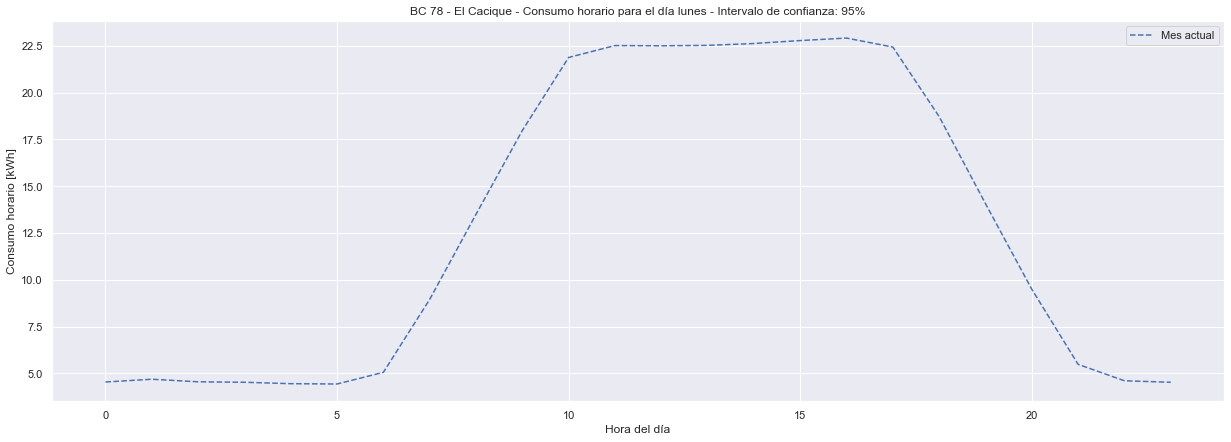 BC 78 - El Cacique - Consumo horario para el día lunes - Intervalo de confianza: 95%
Mes actual
22.5
20.0
17.5
15.0
12.5
10.0
7.5
5.0
Consumo horario [kWh]
0 5 10 15 20
Hora del día